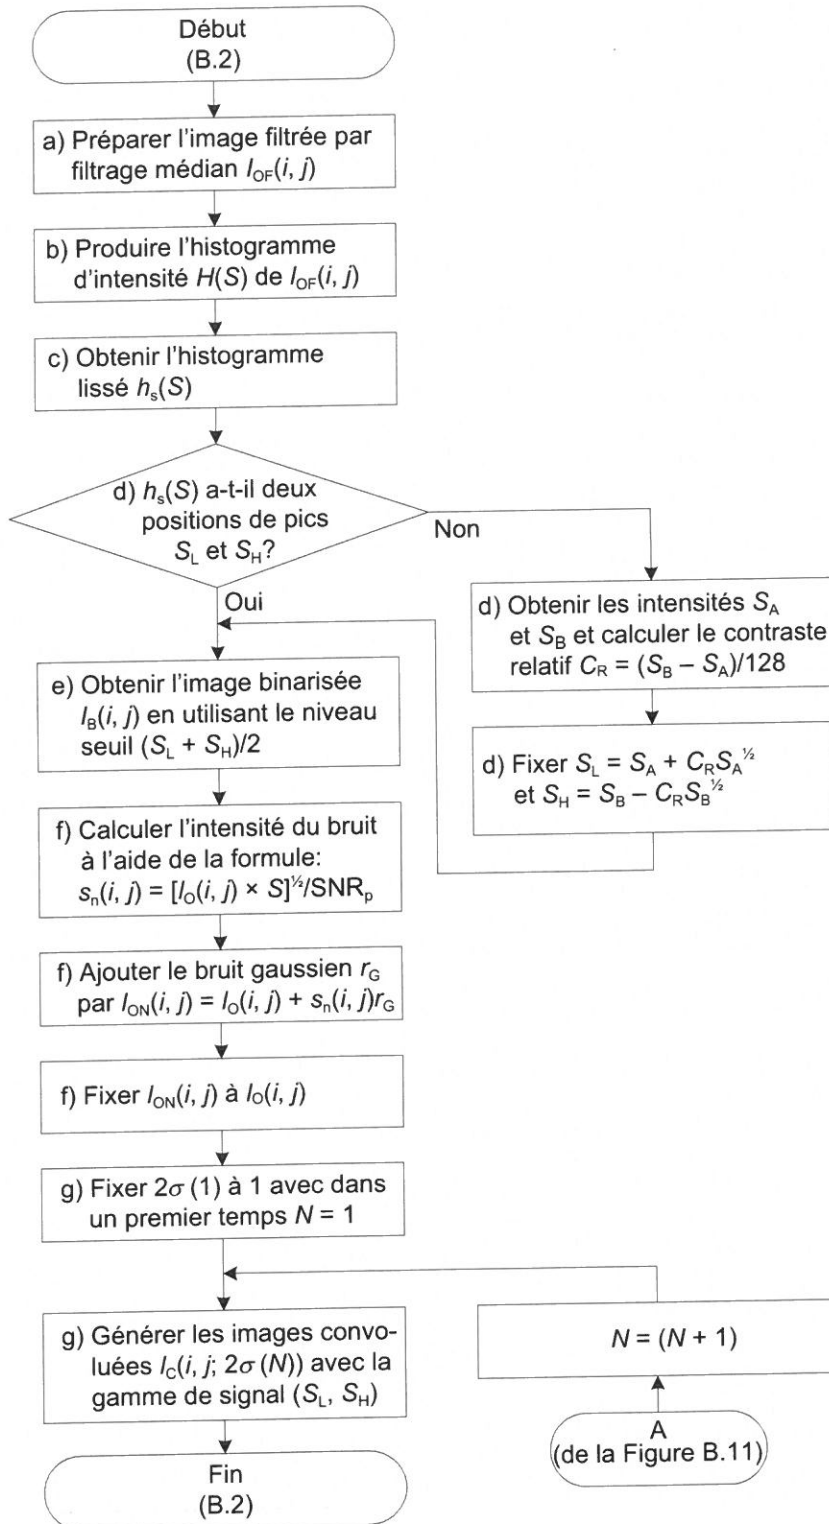 Début
(B.2)
a) Préparer l'image filtrée par
filtrage médian I_OF(i, j)
b) Produire l'histogramme
d'intensité H(S) de I_OF(i, j)
c) Obtenir l'histogramme
lissé h_s(S)
d) h_s(S) a-t-il deux
positions de pics
S_L et S_H?
Non
Oui
d) Obtenir les intensités S_A
et S_B et calculer le contraste
relatif C_R = (S_B – S_A)/128
d) Fixer S_L = S_A + C_R S_A^½
et S_H = S_B – C_R S_B^½
e) Obtenir l'image binarisée
I_B(i, j) en utilisant le niveau
seuil (S_L + S_H)/2
f) Calculer l'intensité du bruit
à l'aide de la formule:
s_n(i, j) = [I_O(i, j) × S]^½/SNR_p
f) Ajouter le bruit gaussien r_G
par I_ON(i, j) = I_O(i, j) + s_n(i, j)r_G
f) Fixer I_ON(i, j) à I_O(i, j)
g) Fixer 2σ (1) à 1 avec dans
un premier temps N = 1
g) Générer les images convo-
luées I_C(i, j; 2σ (N)) avec la
gamme de signal (S_L, S_H)
N = (N + 1)
A
(de la Figure B.11)
Fin
(B.2)